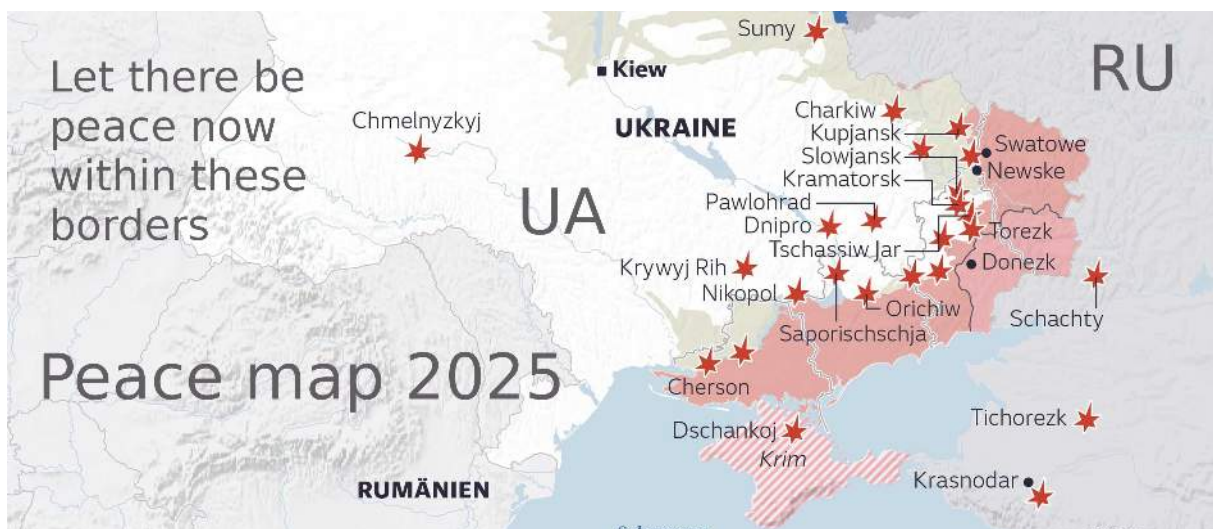 Let there be
peace now
within these
borders
Peace map 2025
UA
RU
Sumy
Kiew
UKRAINE
Chmelnyzkyj
Charkiw
Kupjansk
Slowjansk
Kramatorsk
Swatowe
Newske
Pawlohrad
Dnipro
Tschassiw Jar
Torezk
Donezk
Krywyj Rih
Nikopol
Orichiw
Saporischschja
Schachty
Cherson
Dschankoj
Krim
Tichorezk
Krasnodar
RUMÄNIEN